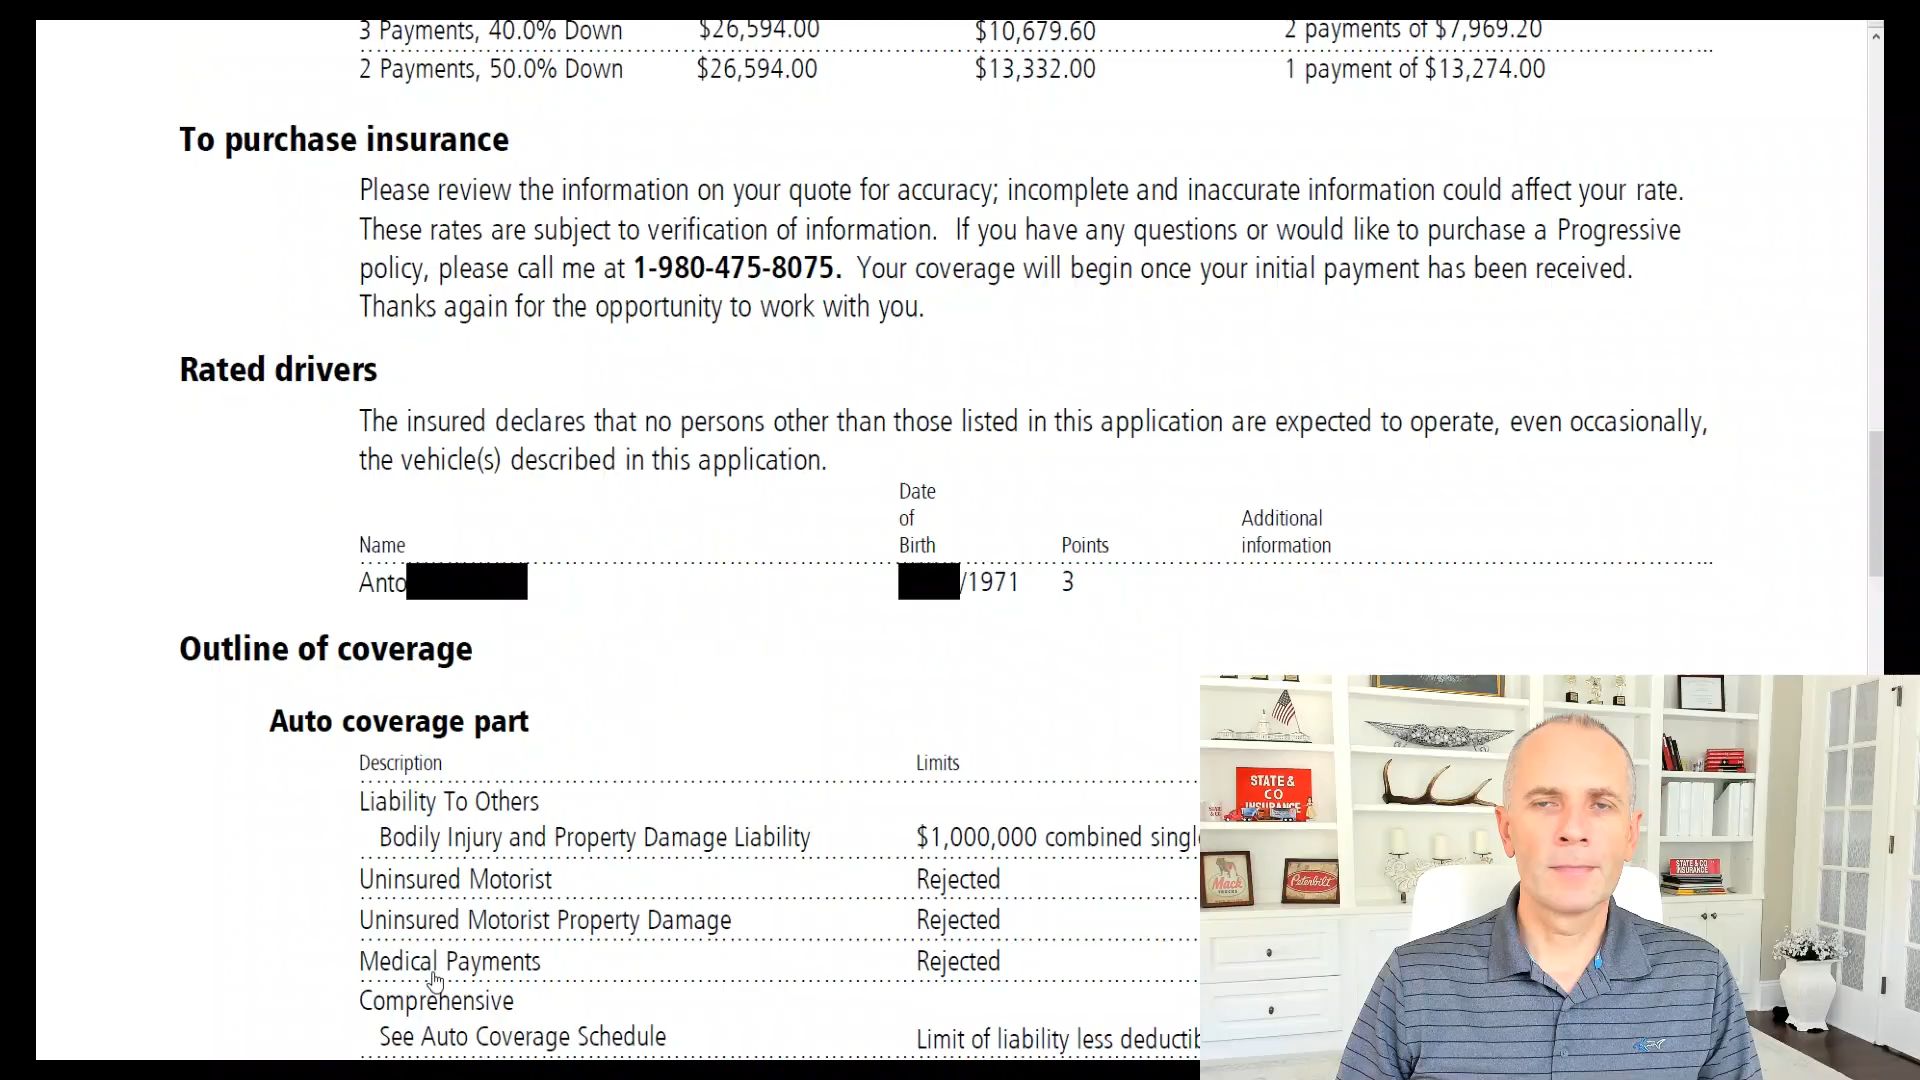 3 Payments, 40.0% Down $26,594.00 $10,679.60 2 payments of $7,969.20
2 Payments, 50.0% Down $26,594.00 $13,332.00 1 payment of $13,274.00
To purchase insurance
Please review the information on your quote for accuracy; incomplete and inaccurate information could affect your rate.
These rates are subject to verification of information. If you have any questions or would like to purchase a Progressive
policy, please call me at 1-980-475-8075. Your coverage will begin once your initial payment has been received.
Thanks again for the opportunity to work with you.
Rated drivers
The insured declares that no persons other than those listed in this application are expected to operate, even occasionally,
the vehicle(s) described in this application.
Date
of
Birth
Name
Points
Additional
information
Anto /1971 3
Outline of coverage
Auto coverage part
Description Limits
Liability To Others
Bodily Injury and Property Damage Liability $1,000,000 combined singl
Uninsured Motorist Rejected
Uninsured Motorist Property Damage Rejected
Medical Payments Rejected
Comprehensive
See Auto Coverage Schedule Limit of liability less deductib
STATE &
CO
INSURANCE
STATE & CO
INSURANCE
Mack
Peterbilt